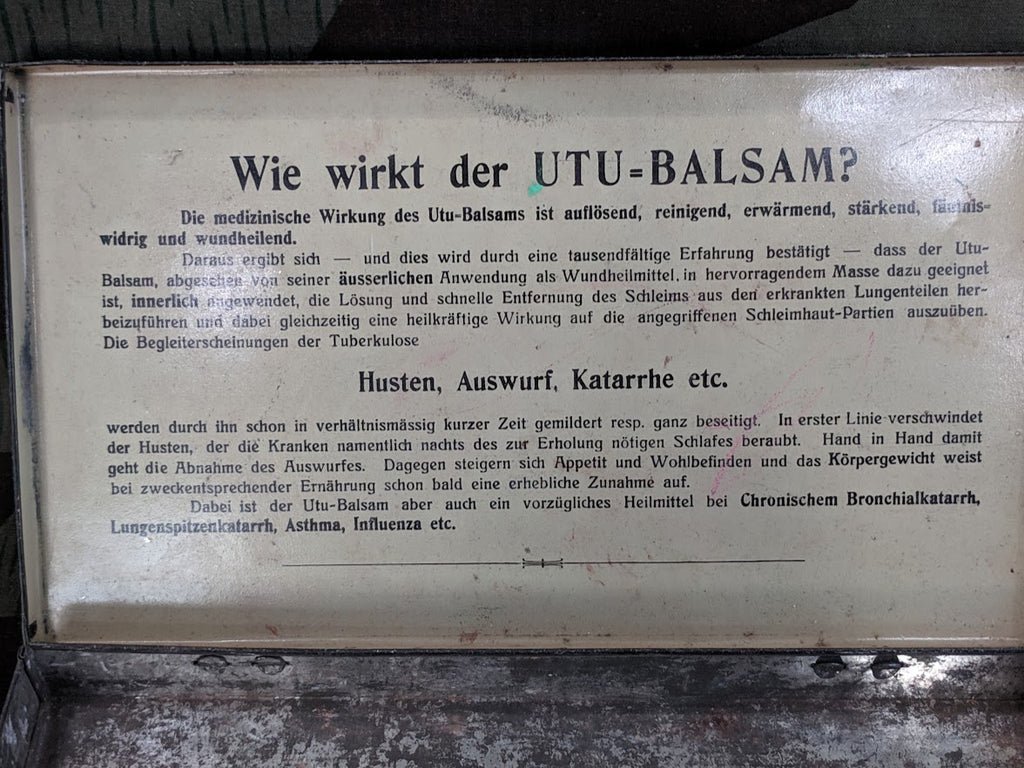 Wie wirkt der UTU=BALSAM?
Die medizinische Wirkung des Utu=Balsams ist auflösend, reinigend, erwärmend, stärkend, fäulnis=
widrig und wundheilend.
Daraus ergibt sich — und dies wird durch eine tausendfältige Erfahrung bestätigt — dass der Utu-
Balsam, abgesehen von seiner äusserlichen Anwendung als Wundheilmittel, in hervorragendem Masse dazu geeignet
ist, innerlich angewendet, die Lösung und schnelle Entfernung des Schleims aus den erkrankten Lungenteilen her-
beizuführen und dabei gleichzeitig eine heilkräftige Wirkung auf die angegriffenen Schleimhaut-Partien auszuüben.
Die Begleiterscheinungen der Tuberkulose
Husten, Auswurf, Katarrhe etc.
werden durch ihn schon in verhältnismässig kurzer Zeit gemildert resp. ganz beseitigt. In erster Linie verschwindet
der Husten, der die Kranken namentlich nachts des zur Erholung nötigen Schlafes beraubt. Hand in Hand damit
geht die Abnahme des Auswurfes. Dagegen steigern sich Appetit und Wohlbefinden und das Körpergewicht weist
bei zweckentsprechender Ernährung schon bald eine erhebliche Zunahme auf.
Dabei ist der Utu-Balsam aber auch ein vorzügliches Heilmittel bei Chronischem Bronchialkatarrh,
Lungenspitzenkatarrh, Asthma, Influenza etc.